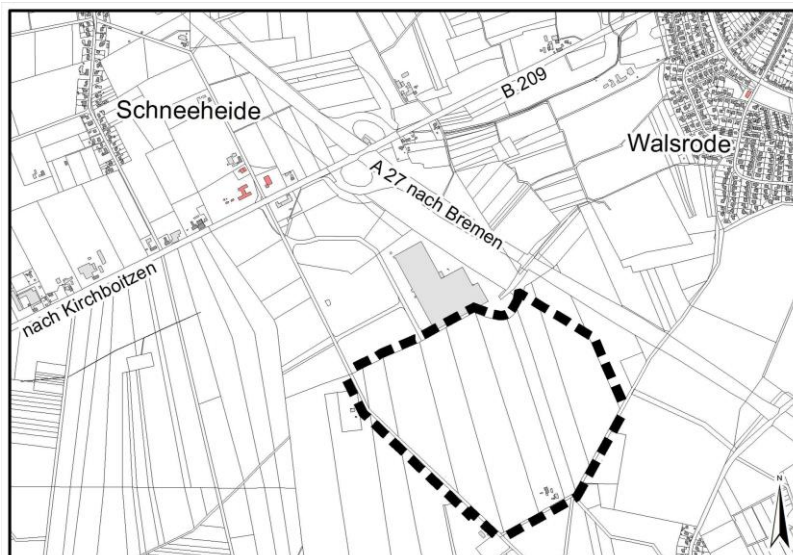 B 209
Schneeheide
Walsrode
A 27 nach Bremen
nach Kirchboitzen
N